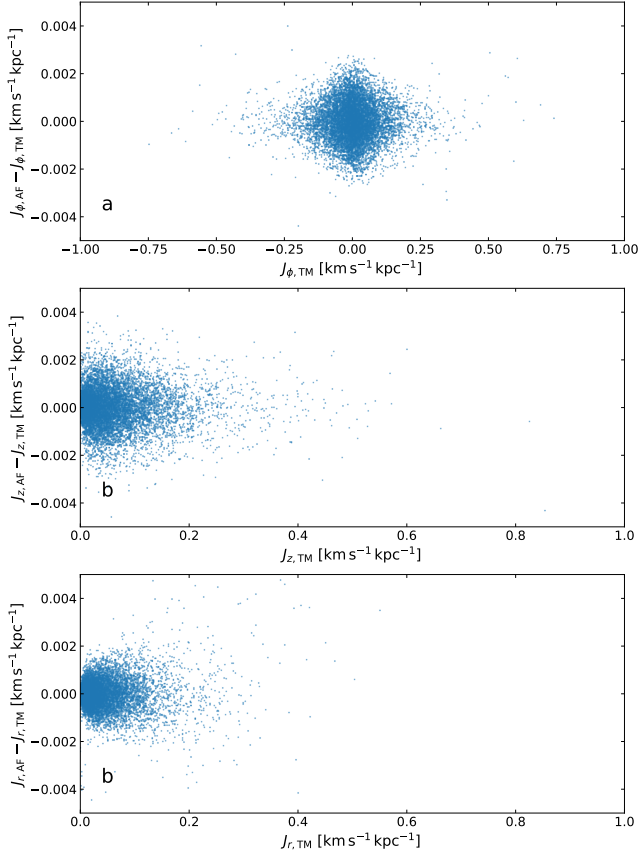 0.004
0.002
0.000
−0.002
−0.004
J_{ϕ, AF} − J_{ϕ, TM} [km s⁻¹ kpc⁻¹]
a
−1.00 −0.75 −0.50 −0.25 0.00 0.25 0.50 0.75 1.00
J_{ϕ, TM} [km s⁻¹ kpc⁻¹]
0.004
0.002
0.000
−0.002
−0.004
J_{z, AF} − J_{z, TM} [km s⁻¹ kpc⁻¹]
b
0.0 0.2 0.4 0.6 0.8 1.0
J_{z, TM} [km s⁻¹ kpc⁻¹]
0.004
0.002
0.000
−0.002
−0.004
J_{r, AF} − J_{r, TM} [km s⁻¹ kpc⁻¹]
b
0.0 0.2 0.4 0.6 0.8 1.0
J_{r, TM} [km s⁻¹ kpc⁻¹]